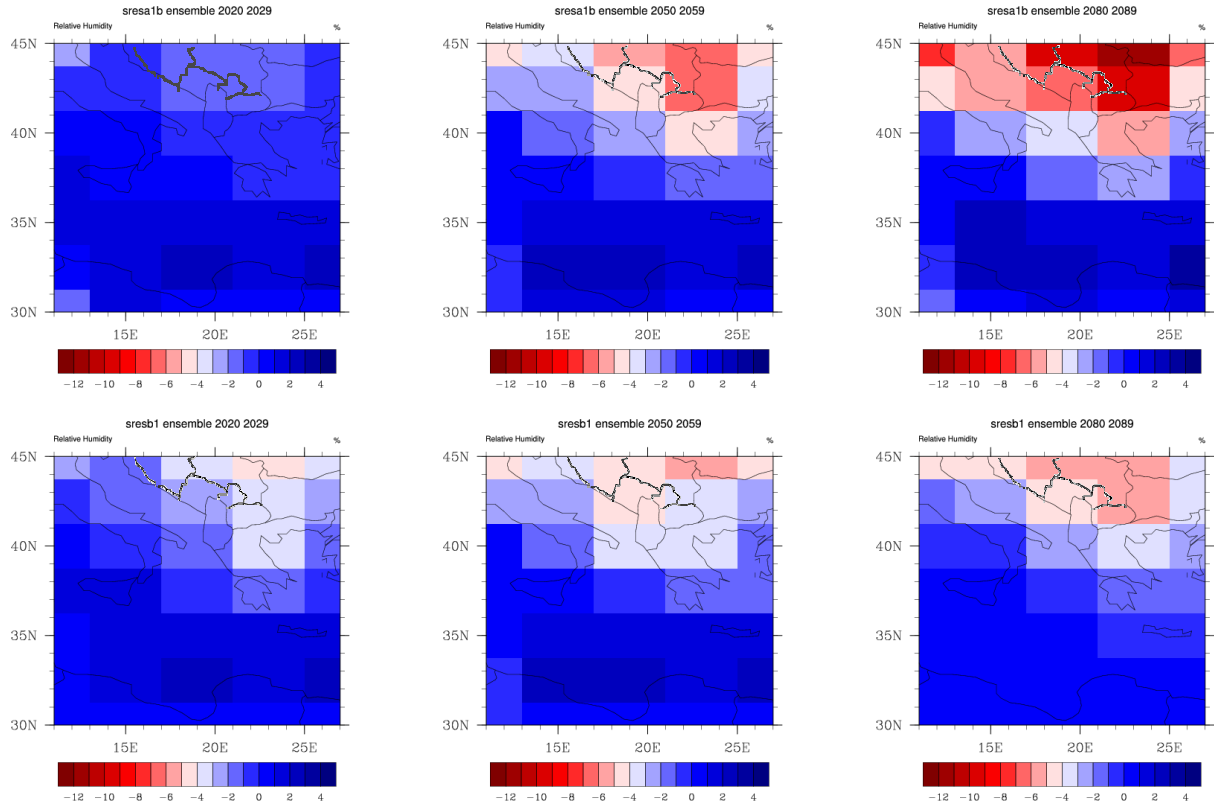 sresa1b ensemble 2020 2029
Relative Humidity %
45N
40N
35N
30N
15E 20E 25E
−12 −10 −8 −6 −4 −2 0 2 4
sresa1b ensemble 2050 2059
Relative Humidity %
45N
40N
35N
30N
15E 20E 25E
−12 −10 −8 −6 −4 −2 0 2 4
sresa1b ensemble 2080 2089
Relative Humidity %
45N
40N
35N
30N
15E 20E 25E
−12 −10 −8 −6 −4 −2 0 2 4
sresb1 ensemble 2020 2029
Relative Humidity %
45N
40N
35N
30N
15E 20E 25E
−12 −10 −8 −6 −4 −2 0 2 4
sresb1 ensemble 2050 2059
Relative Humidity %
45N
40N
35N
30N
15E 20E 25E
−12 −10 −8 −6 −4 −2 0 2 4
sresb1 ensemble 2080 2089
Relative Humidity %
45N
40N
35N
30N
15E 20E 25E
−12 −10 −8 −6 −4 −2 0 2 4